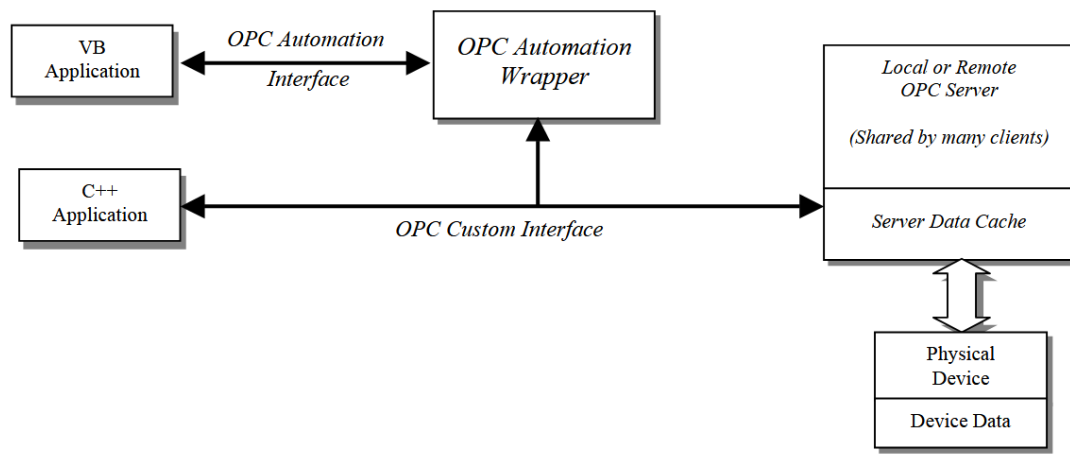 VB
Application
OPC Automation
Interface
OPC Automation
Wrapper
Local or Remote
OPC Server
(Shared by many clients)
C++
Application
OPC Custom Interface
Server Data Cache
Physical
Device
Device Data